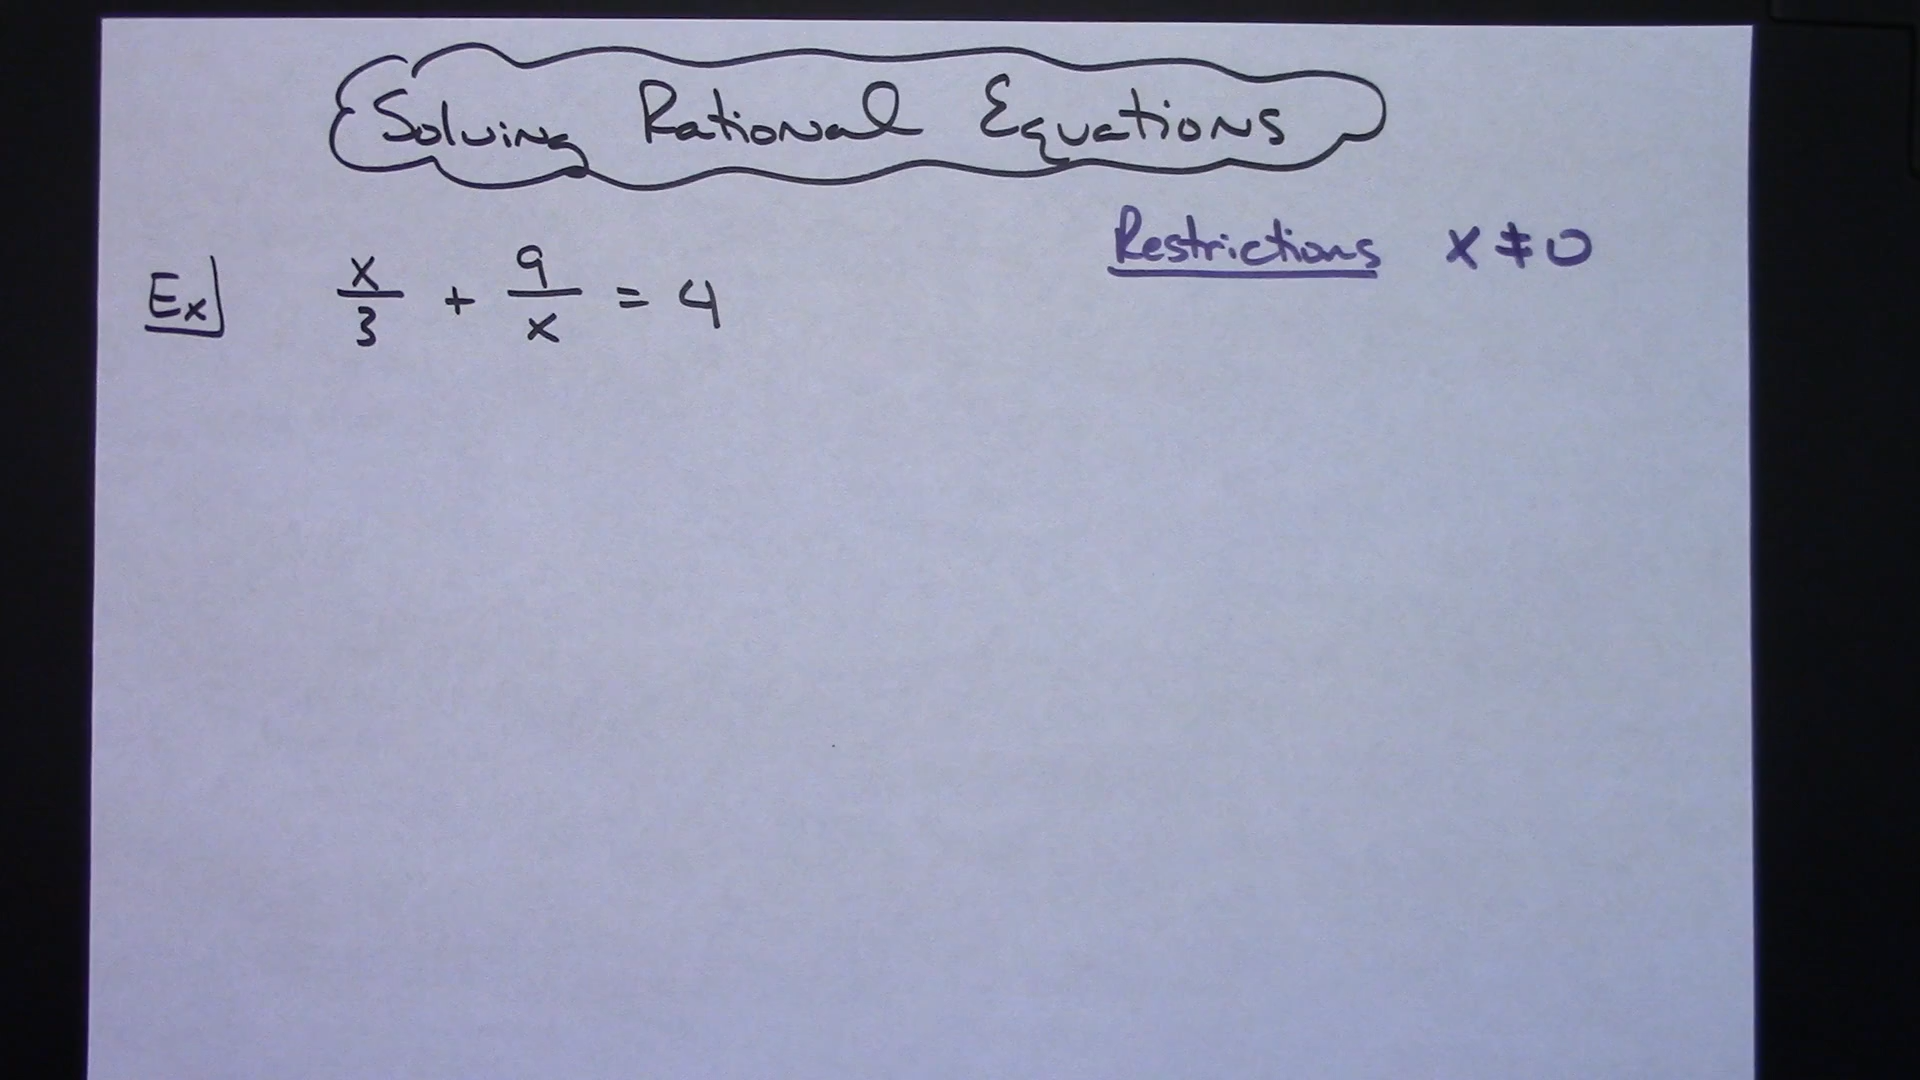 Solving Rational Equations
Restrictions x ≠ 0
Ex] x/3 + 9/x = 4